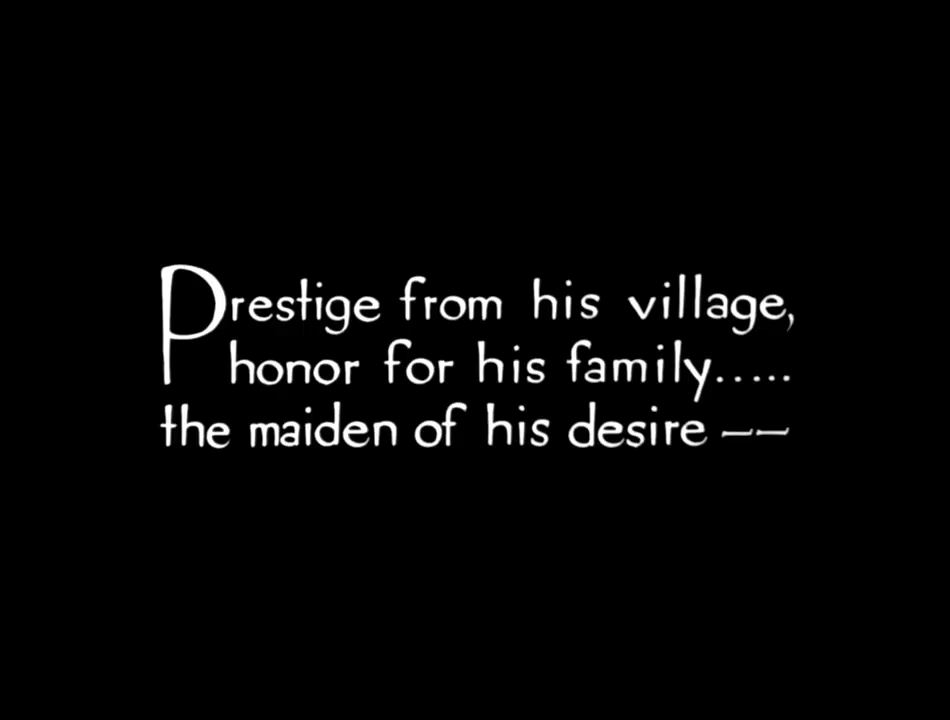 Prestige from his village,
honor for his family.....
the maiden of his desire ——